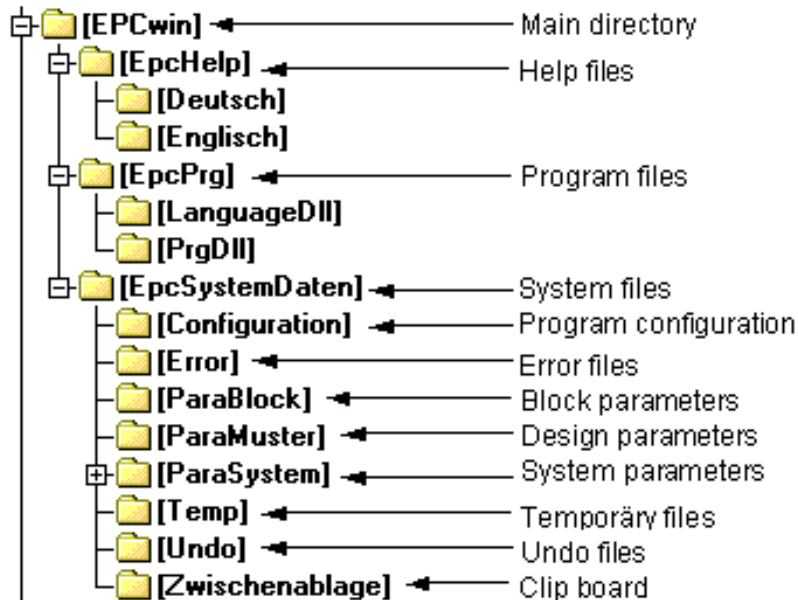 [EPCwin] Main directory
[EpcHelp] Help files
[Deutsch]
[Englisch]
[EpcPrg] Program files
[LanguageDll]
[PrgDll]
[EpcSystemDaten] System files
[Configuration] Program configuration
[Error] Error files
[ParaBlock] Block parameters
[ParaMuster] Design parameters
[ParaSystem] System parameters
[Temp] Temporäry files
[Undo] Undo files
[Zwischenablage] Clip board